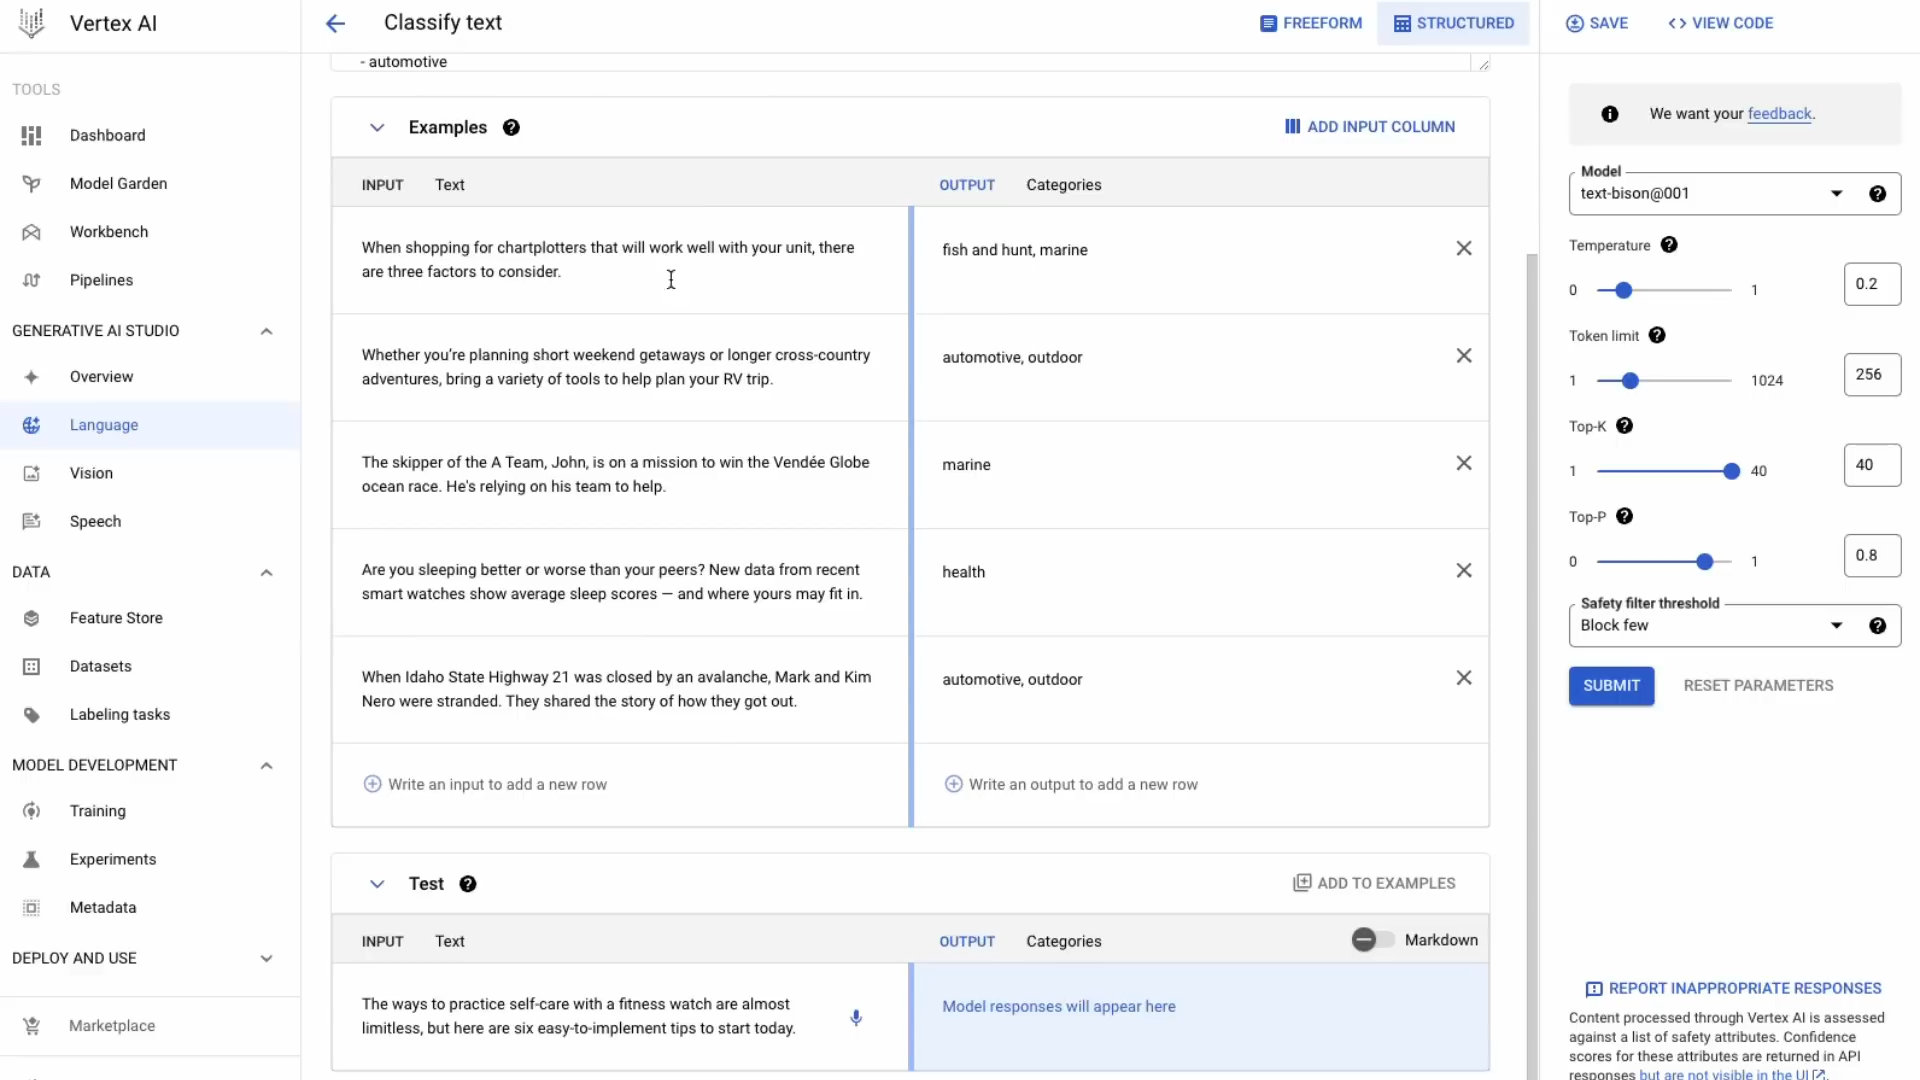 Vertex AI
TOOLS
Dashboard
Model Garden
Workbench
Pipelines
GENERATIVE AI STUDIO
Overview
Language
Vision
Speech
DATA
Feature Store
Datasets
Labeling tasks
MODEL DEVELOPMENT
Training
Experiments
Metadata
DEPLOY AND USE
Marketplace
Classify text
FREEFORM
STRUCTURED
- automotive
Examples
ADD INPUT COLUMN
INPUT Text
OUTPUT Categories
When shopping for chartplotters that will work well with your unit, there
are three factors to consider.
fish and hunt, marine
Whether you're planning short weekend getaways or longer cross-country
adventures, bring a variety of tools to help plan your RV trip.
automotive, outdoor
The skipper of the A Team, John, is on a mission to win the Vendée Globe
ocean race. He's relying on his team to help.
marine
Are you sleeping better or worse than your peers? New data from recent
smart watches show average sleep scores — and where yours may fit in.
health
When Idaho State Highway 21 was closed by an avalanche, Mark and Kim
Nero were stranded. They shared the story of how they got out.
automotive, outdoor
Write an input to add a new row
Write an output to add a new row
Test
ADD TO EXAMPLES
INPUT Text
OUTPUT Categories
Markdown
The ways to practice self-care with a fitness watch are almost
limitless, but here are six easy-to-implement tips to start today.
Model responses will appear here
SAVE
<> VIEW CODE
We want your feedback.
Model
text-bison@001
Temperature
0 1 0.2
Token limit
1 1024 256
Top-K
1 40 40
Top-P
0 1 0.8
Safety filter threshold
Block few
SUBMIT
RESET PARAMETERS
REPORT INAPPROPRIATE RESPONSES
Content processed through Vertex AI is assessed
against a list of safety attributes. Confidence
scores for these attributes are returned in API
responses but are not visible in the UI.